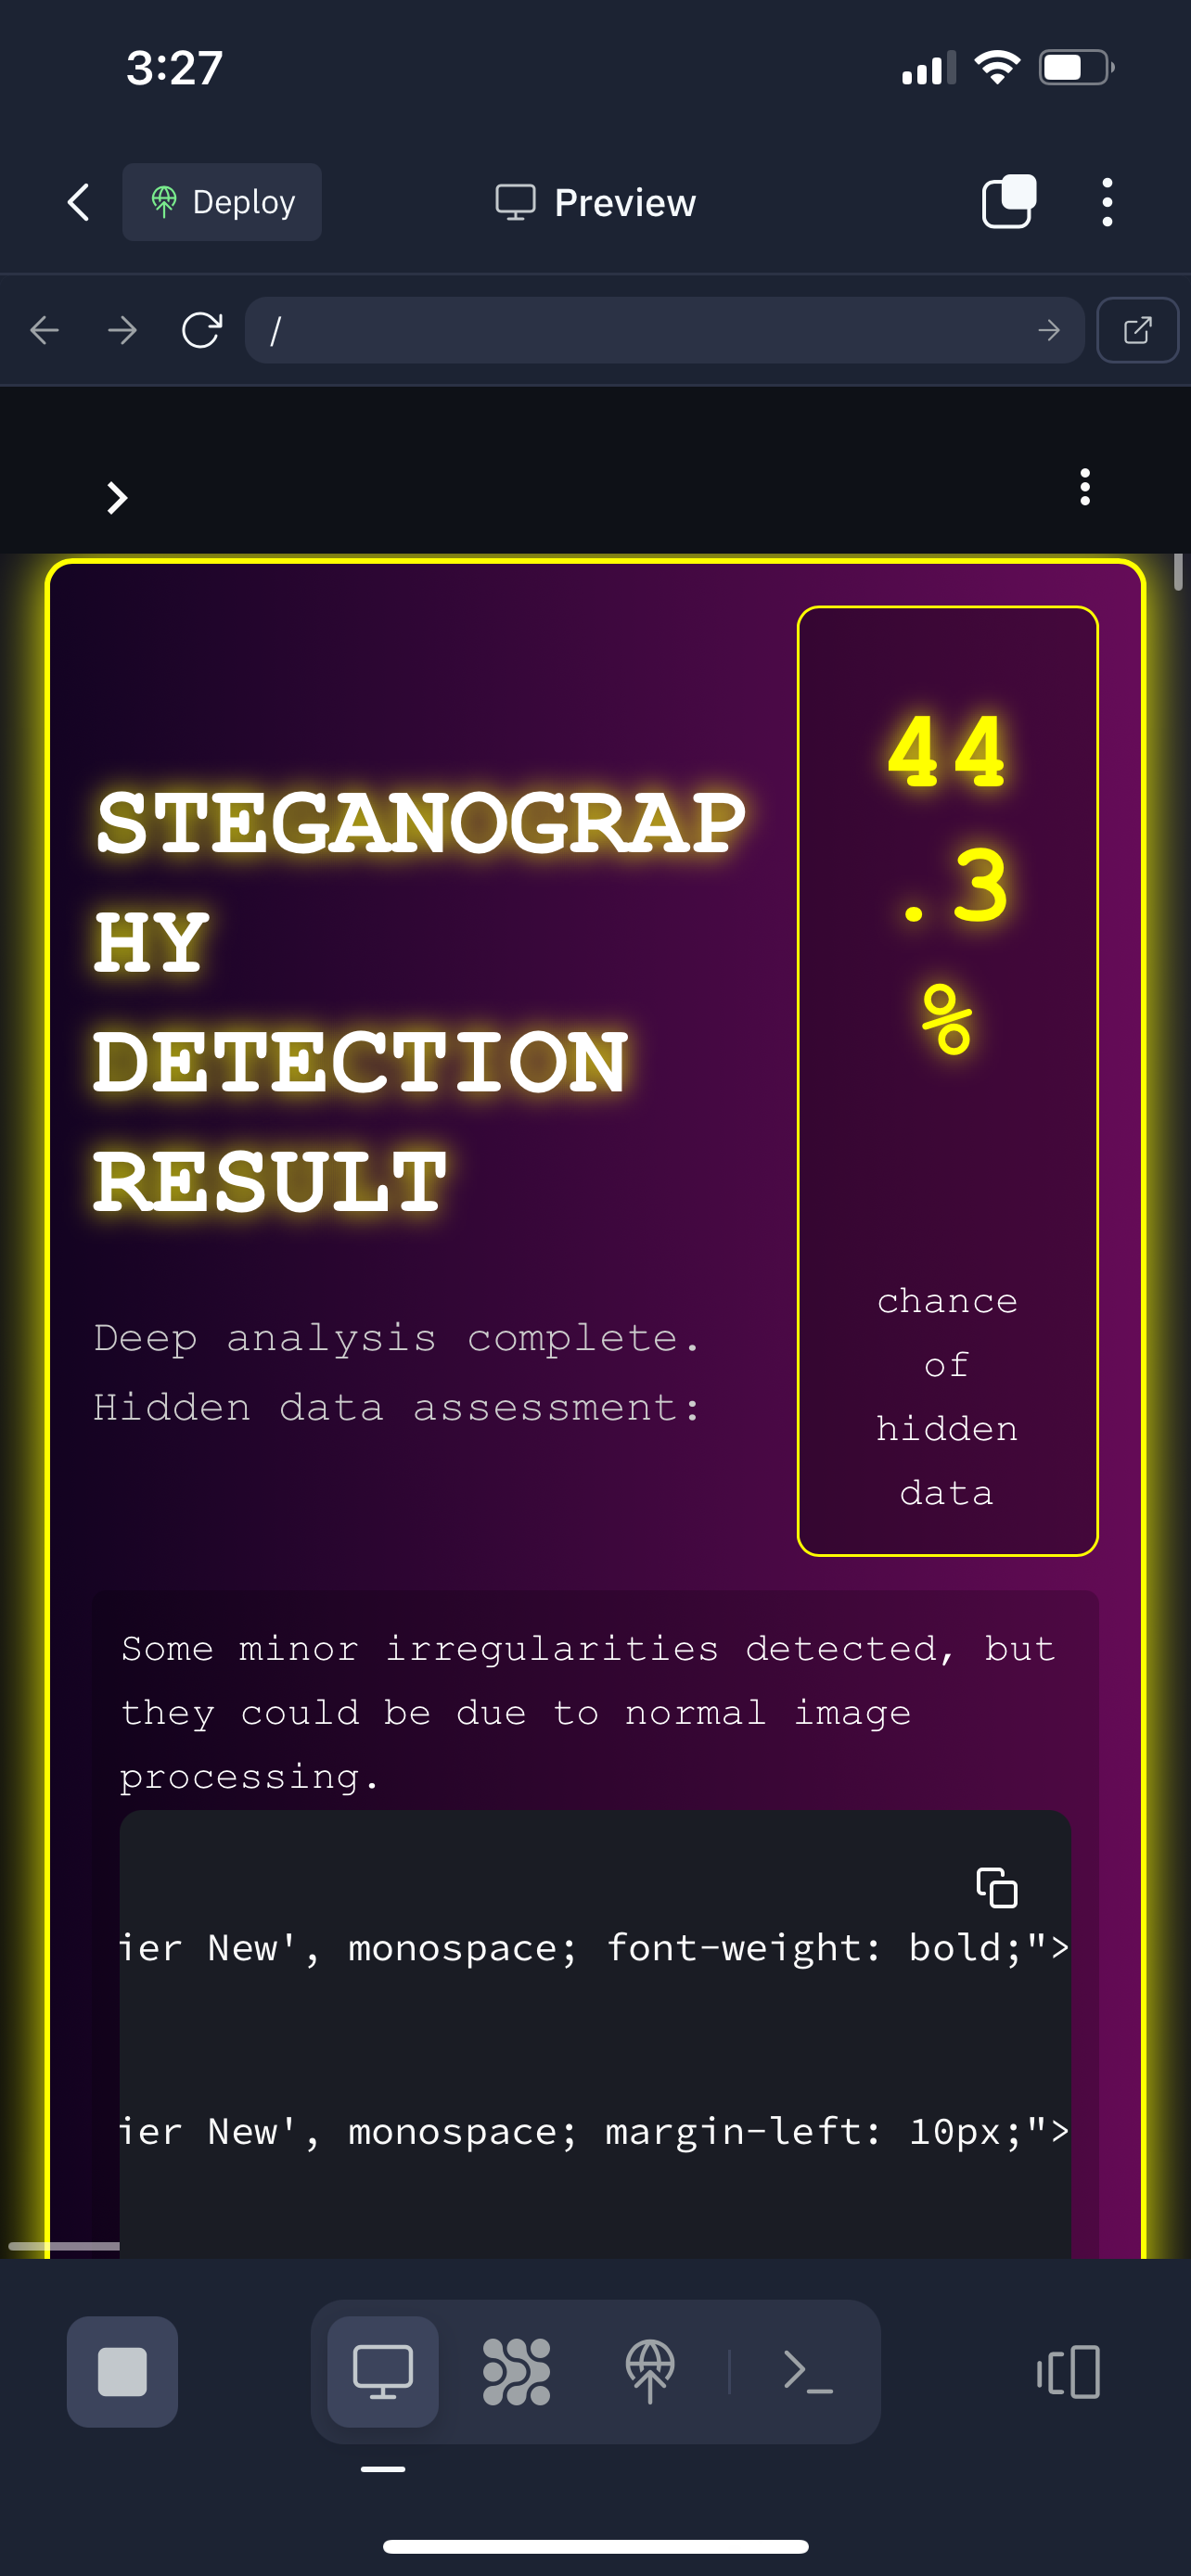 3:27
Deploy
Preview
/
STEGANOGRAP
HY
DETECTION
RESULT
Deep analysis complete.
Hidden data assessment:
44
.3
%
chance
of
hidden
data
Some minor irregularities detected, but
they could be due to normal image
processing.
ier New', monospace; font-weight: bold;">
ier New', monospace; margin-left: 10px;">